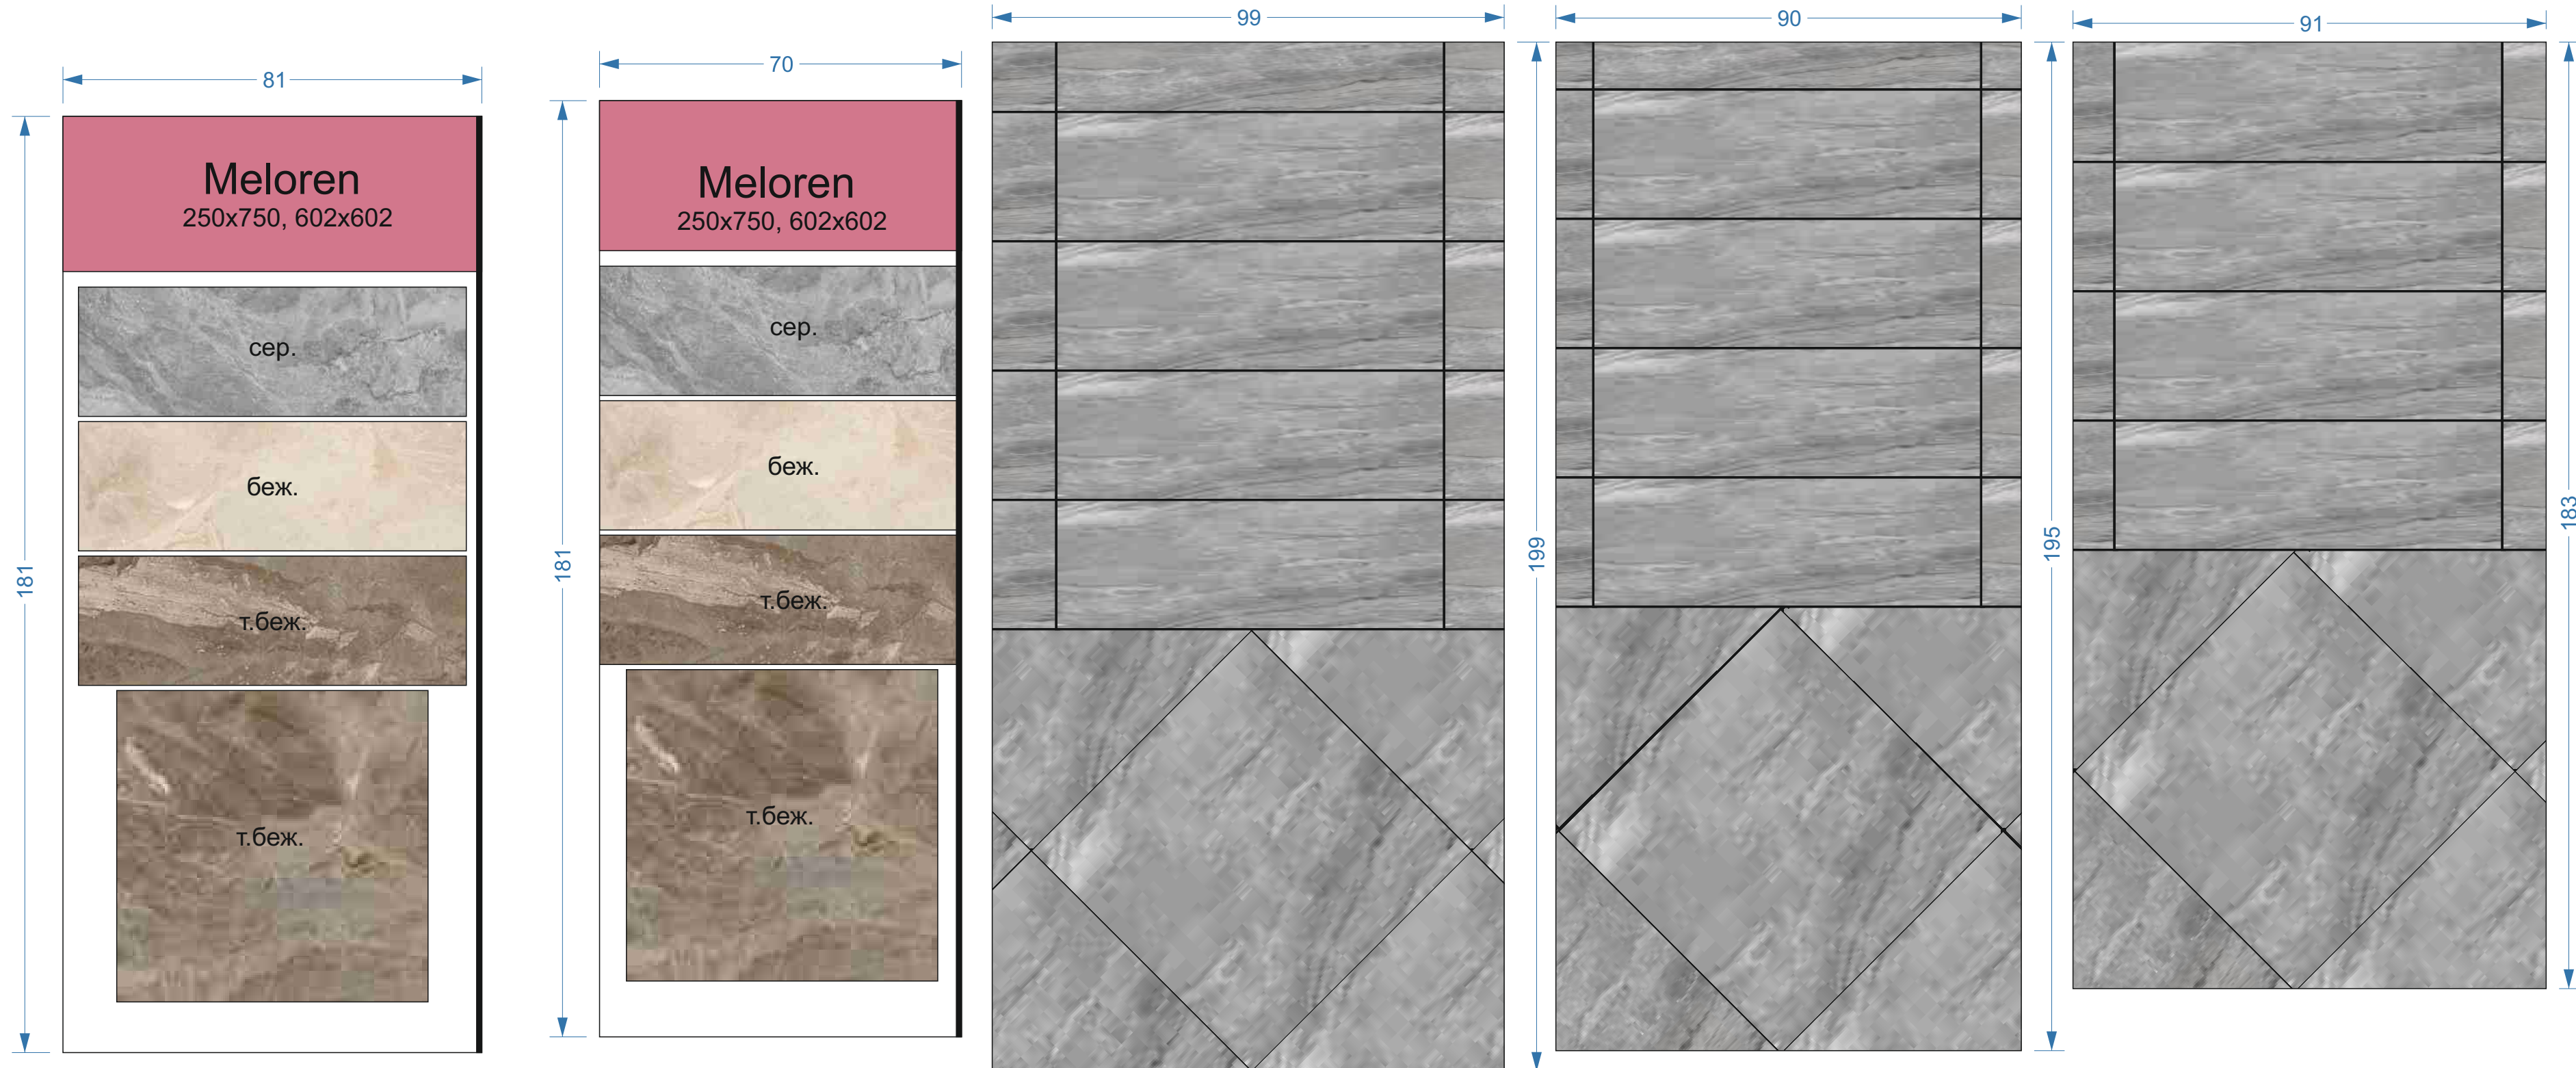 81
181
Meloren
250x750, 602x602
сер.
беж.
т.беж.
т.беж.
70
181
Meloren
250x750, 602x602
сер.
беж.
т.беж.
т.беж.
99
199
90
195
91
183